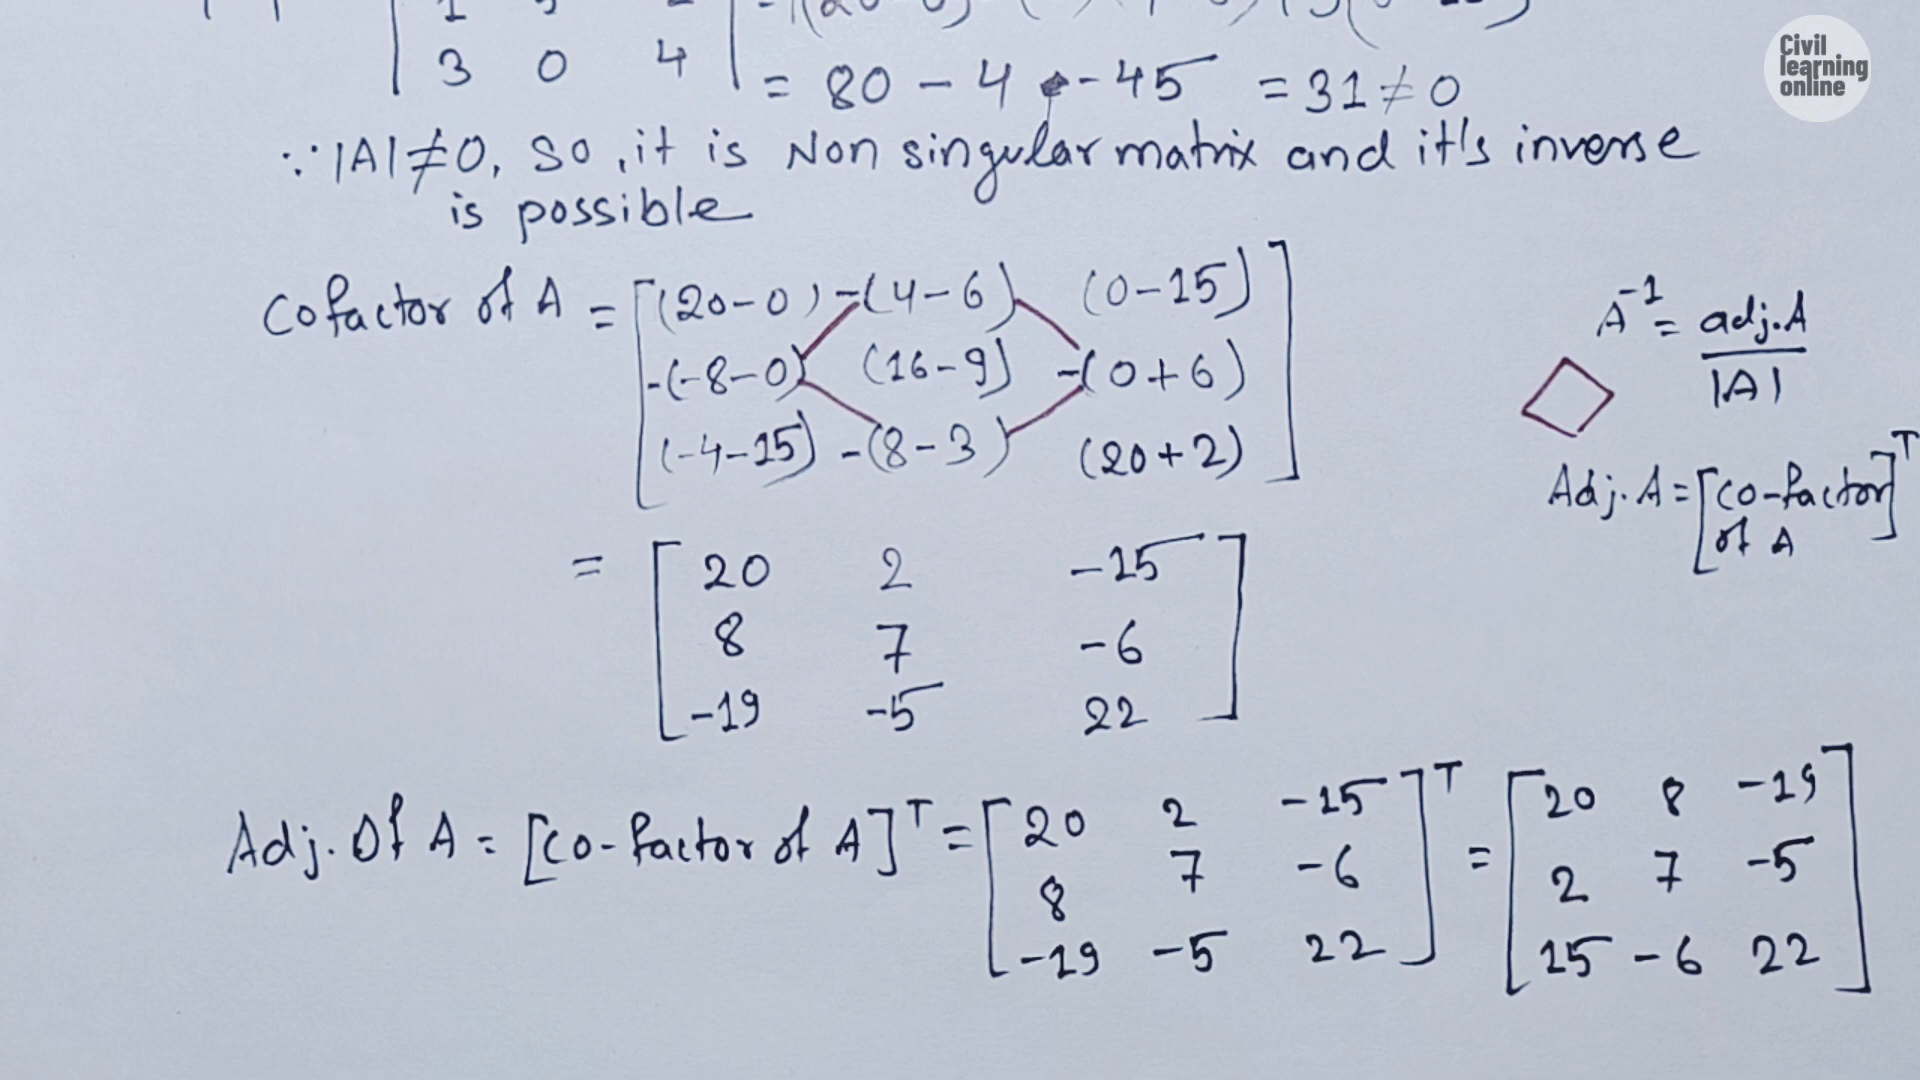 Civil
learning
online
3 0 4
= 80 - 4 - 45 = 31 ≠ 0
∵ |A| ≠ 0, So, it is Non singular matrix and it's inverse
is possible
Cofactor of A = [(20-0) -(4-6) (0-15)
-(-8-0) (16-9) -(0+6)
(-4-15) -(8-3) (20+2)]
A⁻¹ = adj.A
|A|
Adj. A = [co-factor
of A]ᵀ
= [20 2 -15
8 7 -6
-19 -5 22]
Adj. Of A = [co-factor of A]ᵀ = [20 2 -15
8 7 -6
-19 -5 22]ᵀ
= [20 8 -19
2 7 -5
15 -6 22]